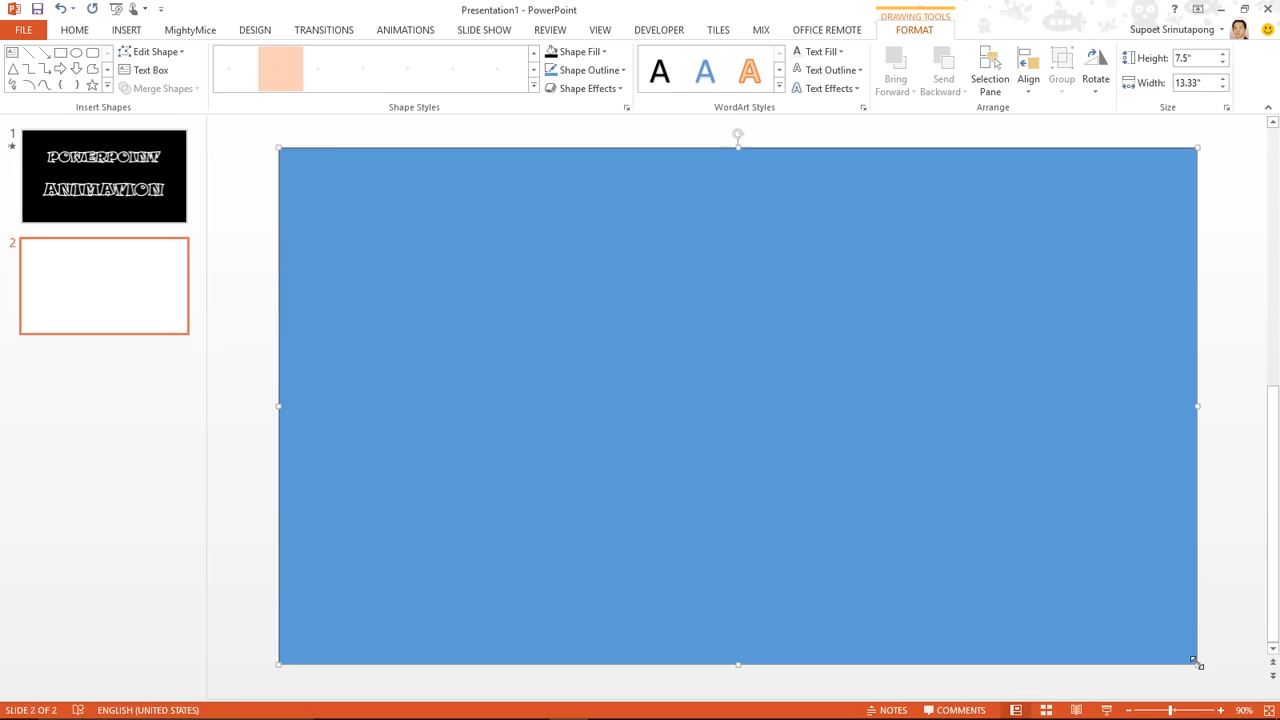 Presentation1 - PowerPoint
DRAWING TOOLS
FILE HOME INSERT MightyMick DESIGN TRANSITIONS ANIMATIONS SLIDE SHOW REVIEW VIEW DEVELOPER TILES MIX OFFICE REMOTE FORMAT Supoet Srinutapong
Edit Shape
Text Box
Merge Shapes
Insert Shapes
Shape Styles
Shape Fill
Shape Outline
Shape Effects
A A A
WordArt Styles
Text Fill
Text Outline
Text Effects
Bring Forward
Send Backward
Selection Pane
Align
Group
Rotate
Arrange
Height: 7.5"
Width: 13.33"
Size
1
POWERPOINT
ANIMATION
2
SLIDE 2 OF 2 ENGLISH (UNITED STATES) NOTES COMMENTS 90%